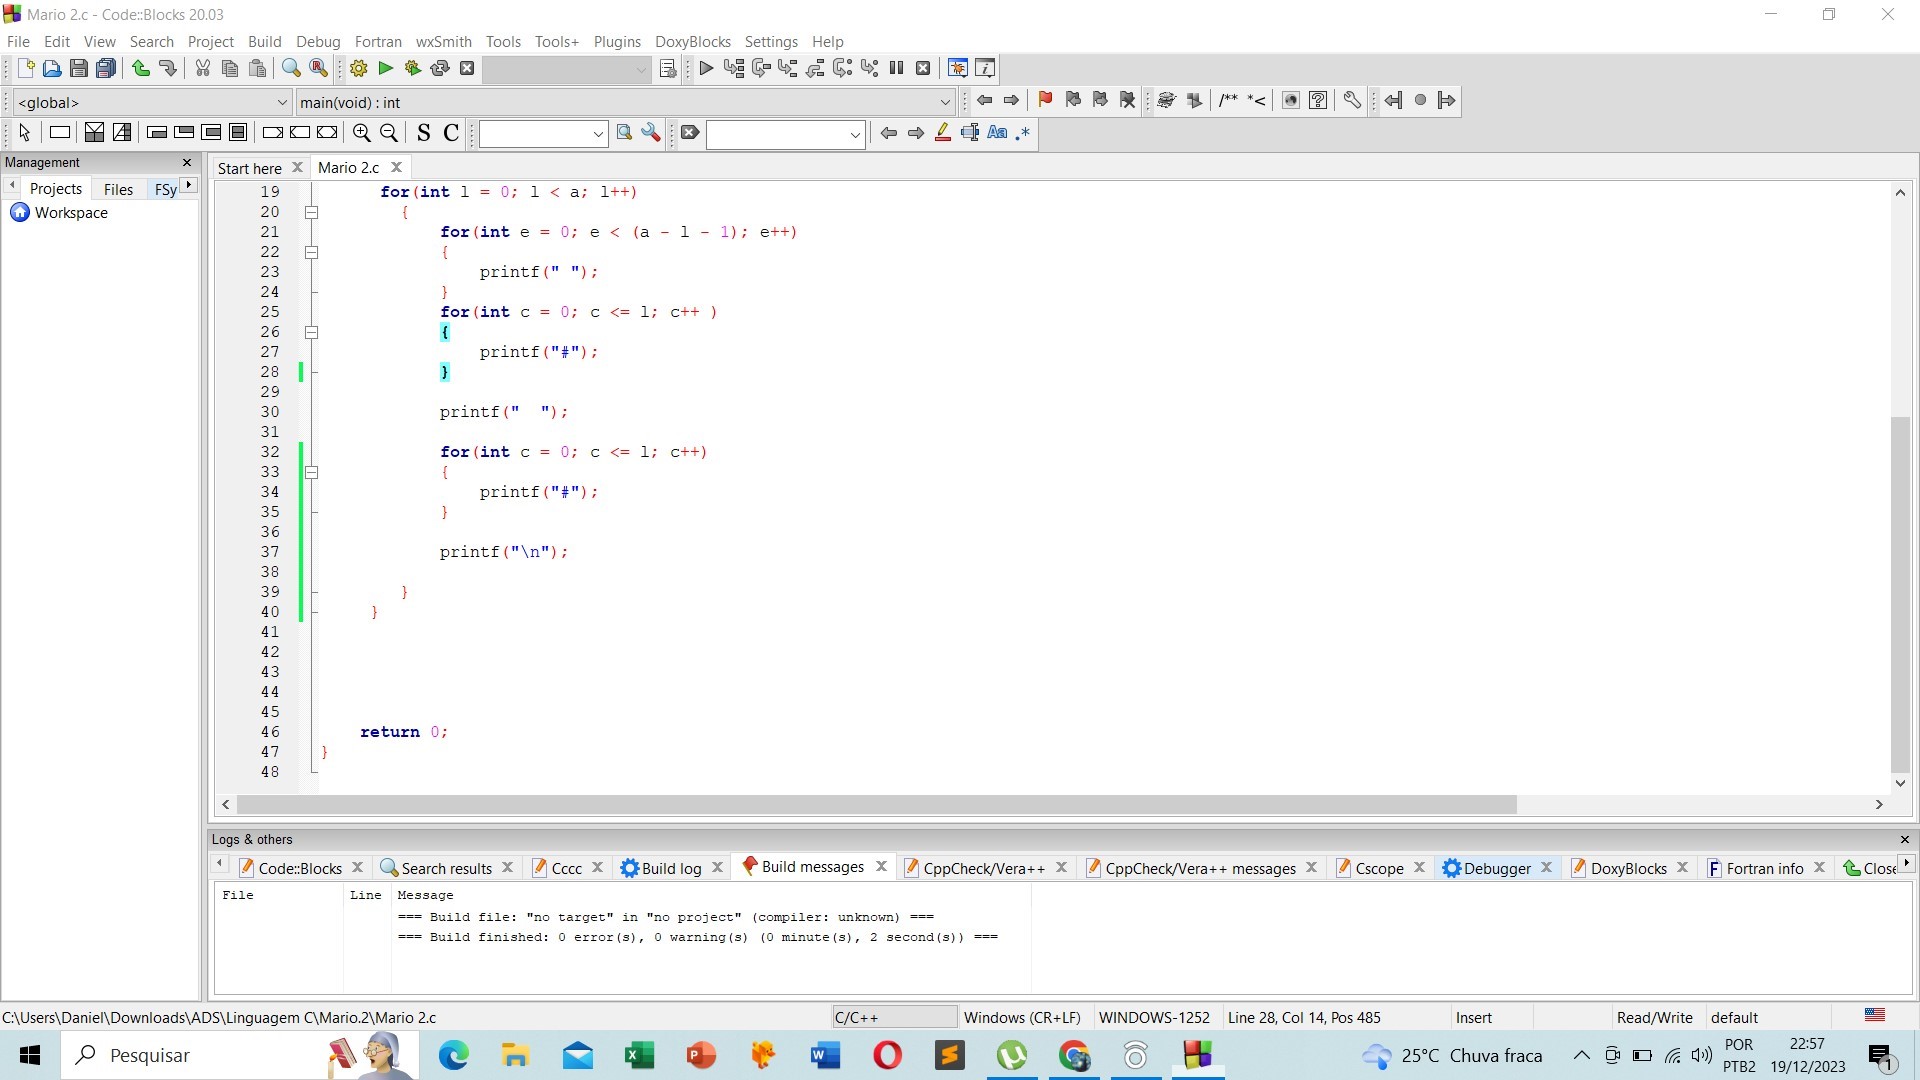 Mario 2.c - Code::Blocks 20.03
File Edit View Search Project Build Debug Fortran wxSmith Tools Tools+ Plugins DoxyBlocks Settings Help
<global> main(void) : int
/** *<
S C Aa .*
Management
Projects Files FSy
Workspace
Start here Mario 2.c
19 for(int l = 0; l < a; l++)
20 {
21 for(int e = 0; e < (a - l - 1); e++)
22 {
23 printf(" ");
24 }
25 for(int c = 0; c <= l; c++ )
26 {
27 printf("#");
28 }
29
30 printf("  ");
31
32 for(int c = 0; c <= l; c++)
33 {
34 printf("#");
35 }
36
37 printf("\n");
38
39 }
40 }
41
42
43
44
45
46 return 0;
47 }
48
Logs & others
Code::Blocks Search results Cccc Build log Build messages CppCheck/Vera++ CppCheck/Vera++ messages Cscope Debugger DoxyBlocks Fortran info Close
File Line Message
=== Build file: "no target" in "no project" (compiler: unknown) ===
=== Build finished: 0 error(s), 0 warning(s) (0 minute(s), 2 second(s)) ===
C:\Users\Daniel\Downloads\ADS\Linguagem C\Mario.2\Mario 2.c C/C++ Windows (CR+LF) WINDOWS-1252 Line 28, Col 14, Pos 485 Insert Read/Write default
Pesquisar
25°C Chuva fraca
POR
PTB2
22:57
19/12/2023
1